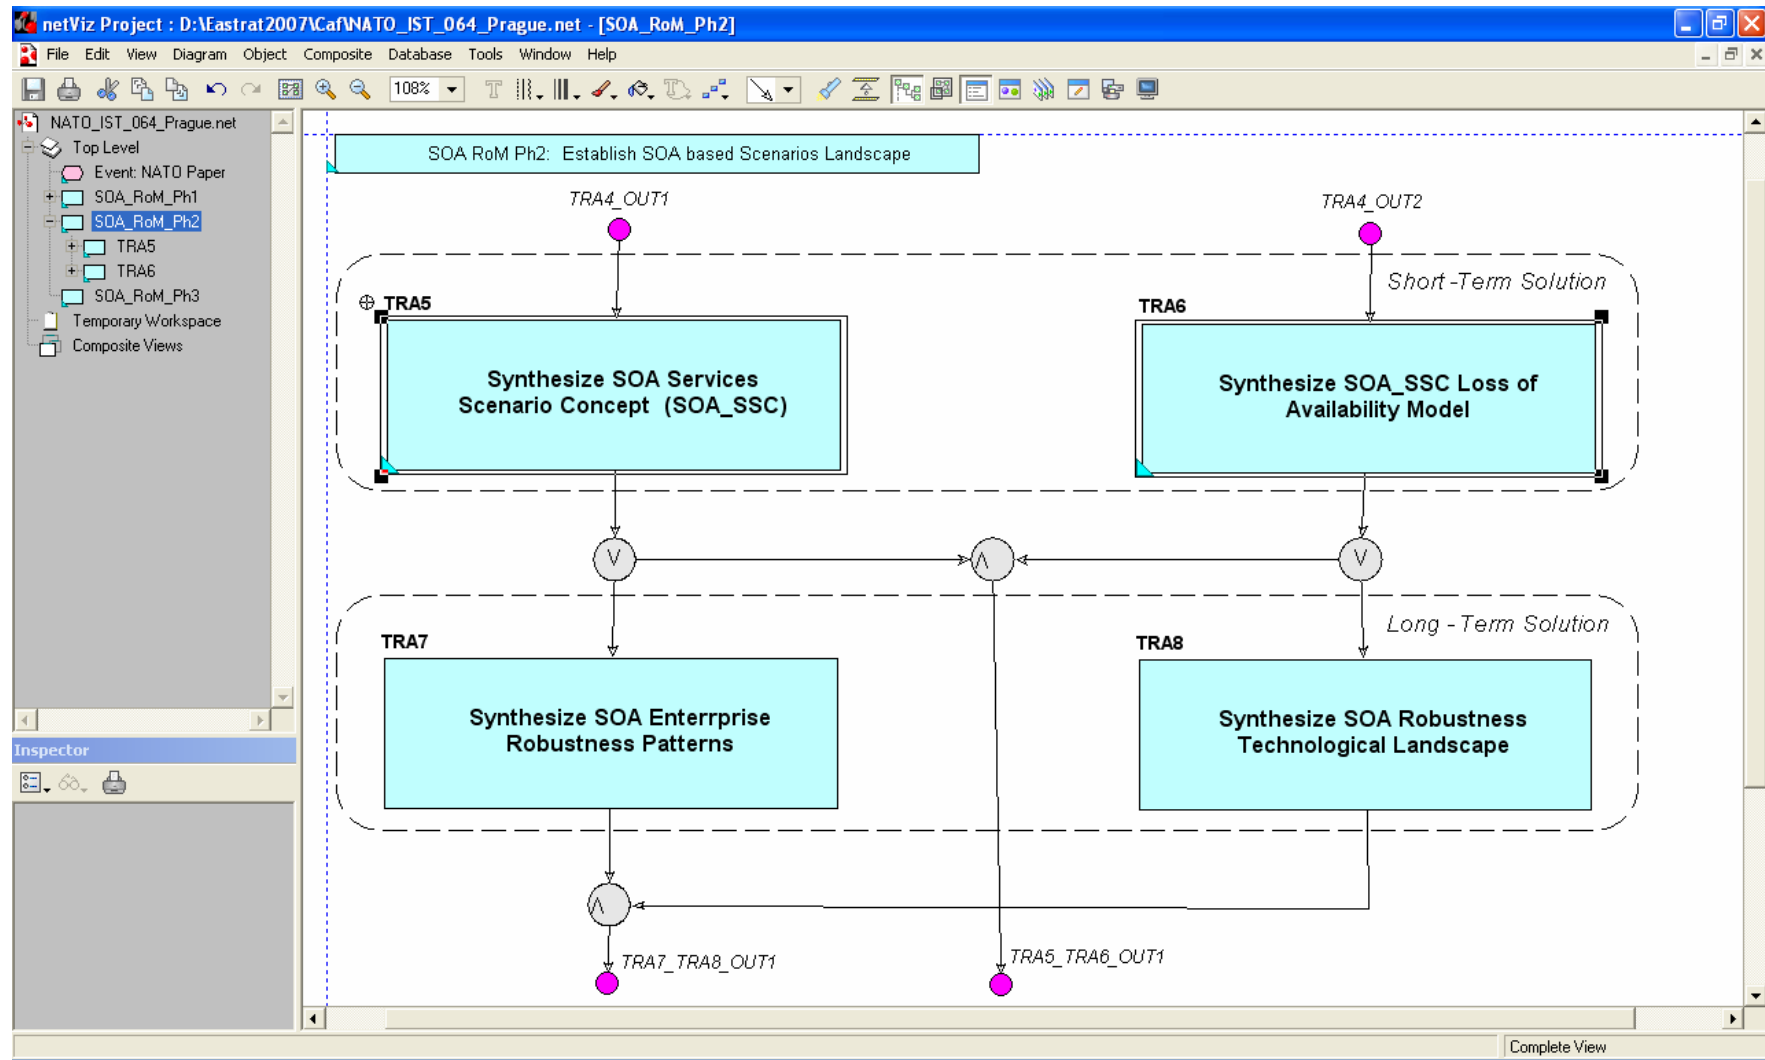 netViz Project : D:\Eastrat2007\Caf\NATO_IST_064_Prague.net - [SOA_RoM_Ph2]
File Edit View Diagram Object Composite Database Tools Window Help
108%
NATO_IST_064_Prague.net
Top Level
Event: NATO Paper
SOA_RoM_Ph1
SOA_RoM_Ph2
TRA5
TRA6
SOA_RoM_Ph3
Temporary Workspace
Composite Views
Inspector
SOA RoM Ph2: Establish SOA based Scenarios Landscape
TRA4_OUT1
TRA4_OUT2
Short -Term Solution
TRA5
TRA6
Synthesize SOA Services
Scenario Concept (SOA_SSC)
Synthesize SOA_SSC Loss of
Availability Model
V
Λ
V
Long - Term Solution
TRA7
TRA8
Synthesize SOA Enterrprise
Robustness Patterns
Synthesize SOA Robustness
Technological Landscape
Λ
TRA7_TRA8_OUT1
TRA5_TRA6_OUT1
Complete View